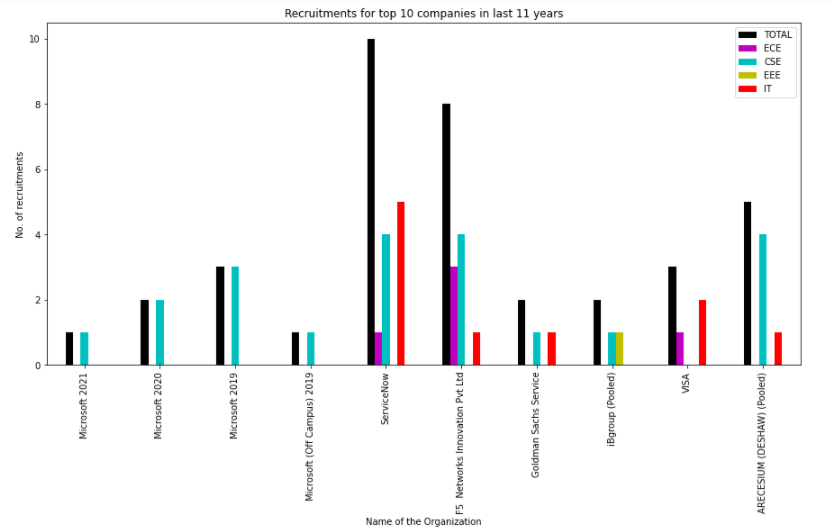 Recruitments for top 10 companies in last 11 years
TOTAL
ECE
CSE
EEE
IT
No. of recruitments
10
8
6
4
2
0
Microsoft 2021
Microsoft 2020
Microsoft 2019
Microsoft (Off Campus) 2019
ServiceNow
F5 Networks Innovation Pvt Ltd
Goldman Sachs Service
iBgroup (Pooled)
VISA
ARECESIUM (DESHAW) (Pooled)
Name of the Organization